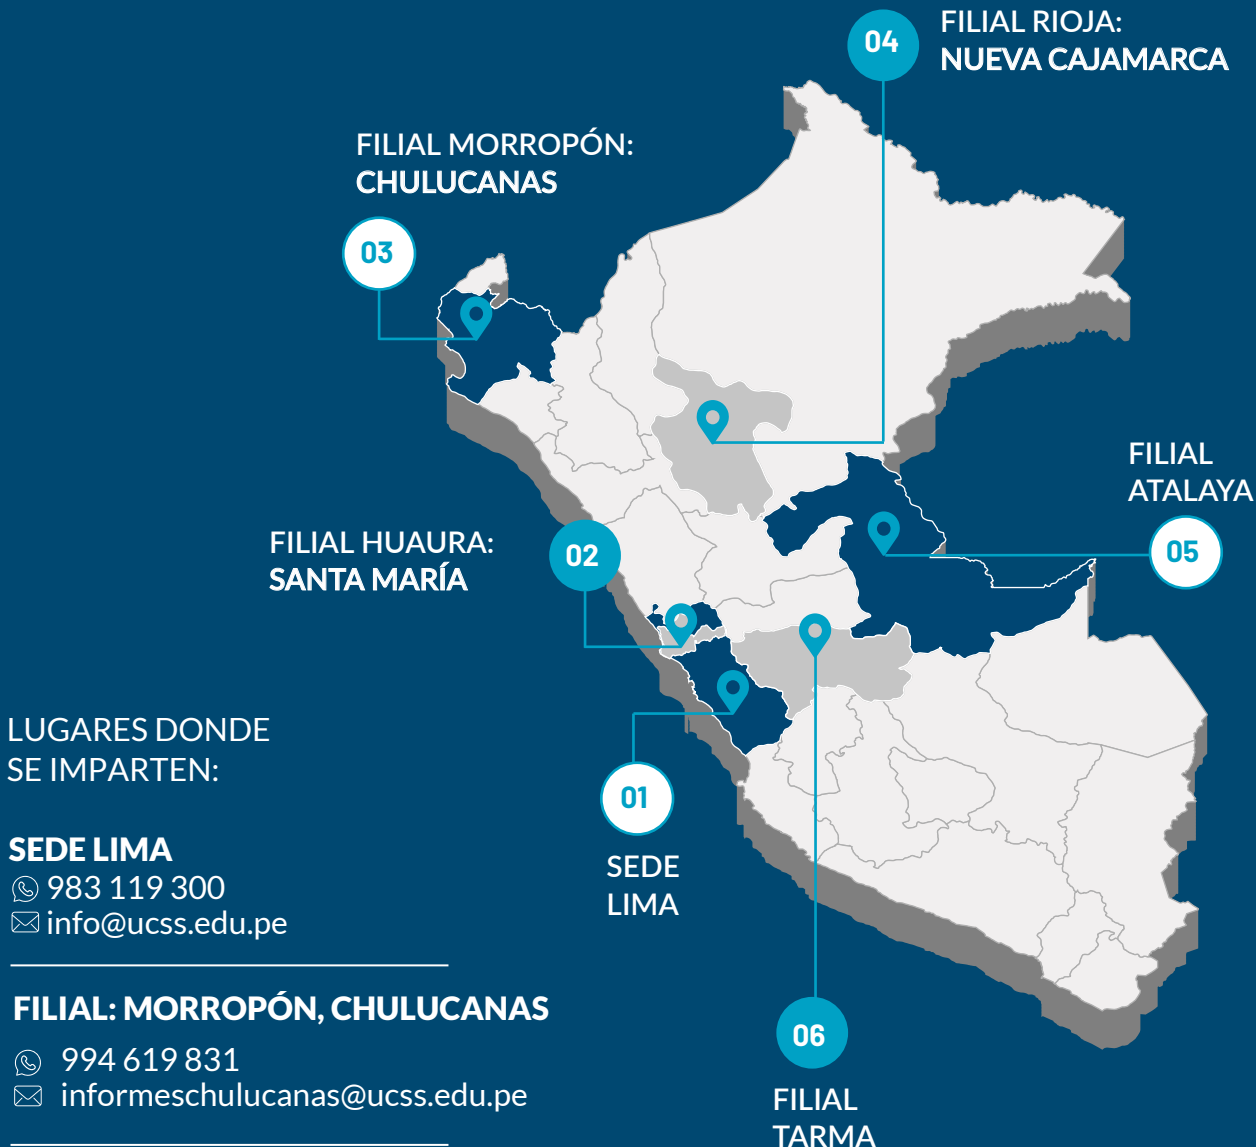 04
FILIAL RIOJA:
NUEVA CAJAMARCA
FILIAL MORROPÓN:
CHULUCANAS
03
FILIAL
ATALAYA
05
FILIAL HUAURA:
SANTA MARÍA
02
LUGARES DONDE
SE IMPARTEN:
01
SEDE
LIMA
SEDE LIMA
983 119 300
info@ucss.edu.pe
FILIAL: MORROPÓN, CHULUCANAS
994 619 831
informeschulucanas@ucss.edu.pe
06
FILIAL
TARMA